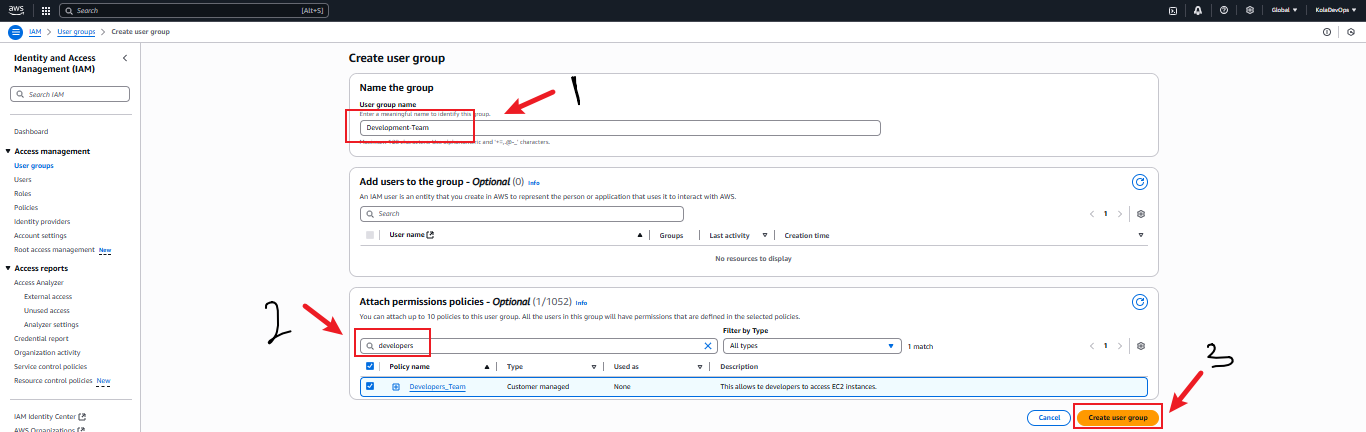 aws Search [Alt+S] Global KoladevOps
IAM User groups Create user group
Identity and Access
Management (IAM)
Search IAM
Dashboard
Access management
User groups
Users
Roles
Policies
Identity providers
Account settings
Root access management New
Access reports
Access Analyzer
External access
Unused access
Analyzer settings
Credential report
Organization activity
Service control policies
Resource control policies New
IAM Identity Center
AWS Organizations
Create user group
1
Name the group
User group name
Enter a meaningful name to identify this group.
Development-Team
characters.
Add users to the group - Optional (0) Info
An IAM user is an entity that you create in AWS to represent the person or application that uses it to interact with AWS.
Search 1
User name Groups Last activity Creation time
No resources to display
2
Attach permissions policies - Optional (1/1052) Info
You can attach up to 10 policies to this user group. All the users in this group will have permissions that are defined in the selected policies.
Filter by Type
developers All types 1 match 1
3
Policy name Type Used as Description
Developers_Team Customer managed None This allows te developers to access EC2 instances.
Cancel Create user group